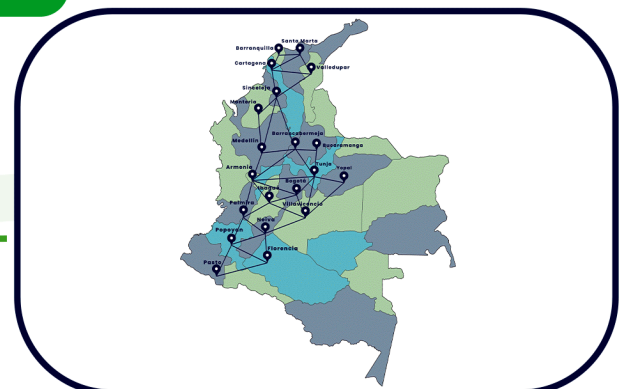 Santa Marta
Barranquilla
Cartagena
Valledupar
Sincelejo
Montería
Barrancabermeja
Medellín
Bucaramanga
Tunja
Armenia
Yopal
Bogotá
Ibagué
Palmira
Villavicencio
Neiva
Popayán
Florencia
Pasto